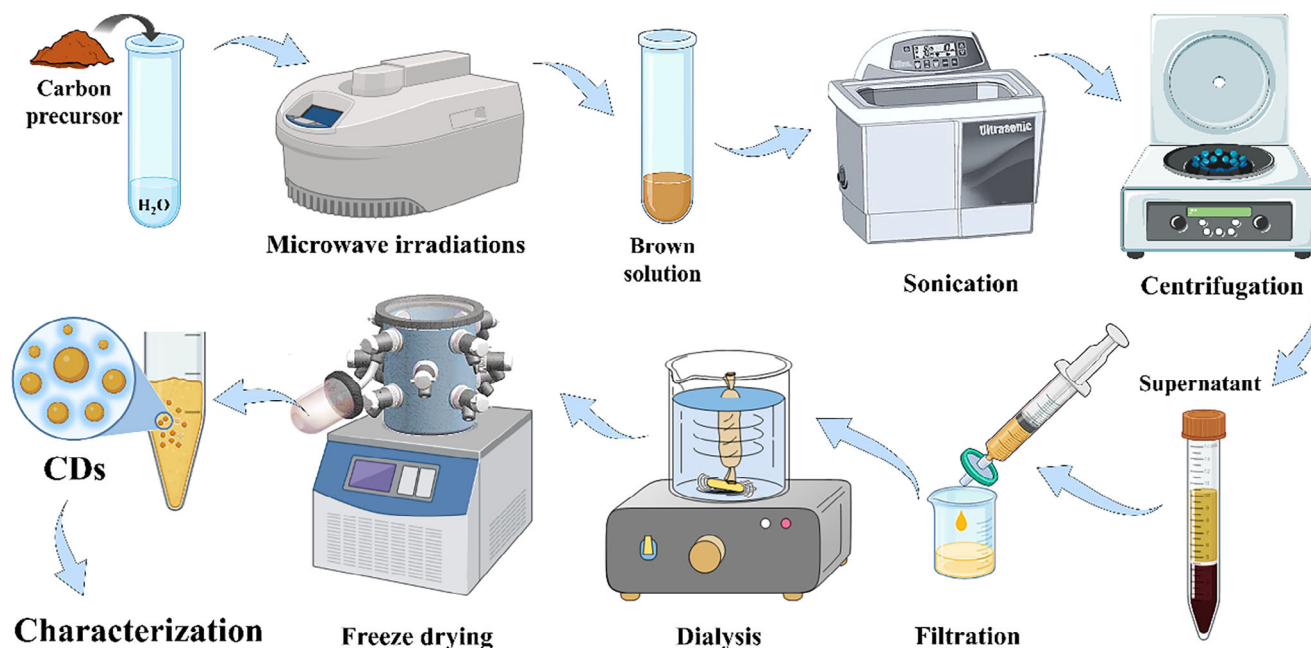 Carbon
precursor
H₂O
Microwave irradiations
Brown
solution
Ultrasonic
Sonication
Centrifugation
Supernatant
Filtration
Dialysis
Freeze drying
CDs
Characterization